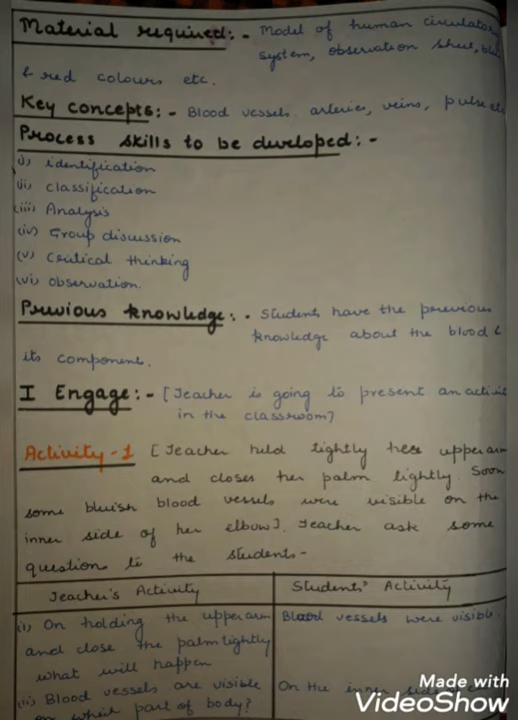 Material required:- Model of human circulatory
system, observation sheet, blue
& red colours etc.
Key concepts:- Blood vessels. arteries, veins, pulse etc
Process skills to be developed:-
(i) identification
(ii) classification
(iii) Analysis
(iv) Group discussion
(v) Critical thinking
(vi) observation.
Previous knowledge:- Students have the previous
knowledge about the blood &
its component.
I Engage:- [Teacher is going to present an activi
in the classroom]
Activity-1 [Teacher held tightly her upper arm
and closes her palm tightly. Soon
some bluish blood vessels were visible on the
inner side of her elbow]. Teacher ask some
question to the students-
Teacher's Activity
Students' Activity
(i) On holding the upper arm
and close the palm tightly
what will happen
Blood vessels were visible.
(ii) Blood vessels are visible
on which part of body?
On the inner side of
Made with
VideoShow